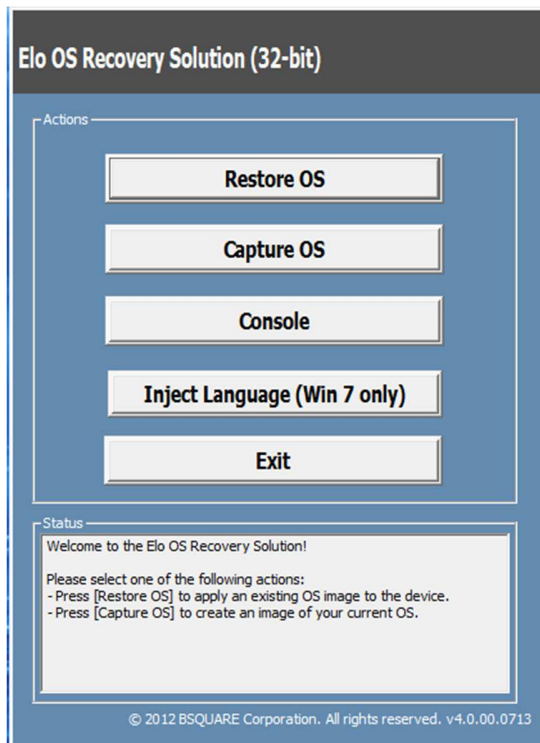 Elo OS Recovery Solution (32-bit)
Actions
Restore OS
Capture OS
Console
Inject Language (Win 7 only)
Exit
Status
Welcome to the Elo OS Recovery Solution!
Please select one of the following actions:
- Press [Restore OS] to apply an existing OS image to the device.
- Press [Capture OS] to create an image of your current OS.
© 2012 BSQUARE Corporation. All rights reserved. v4.0.00.0713